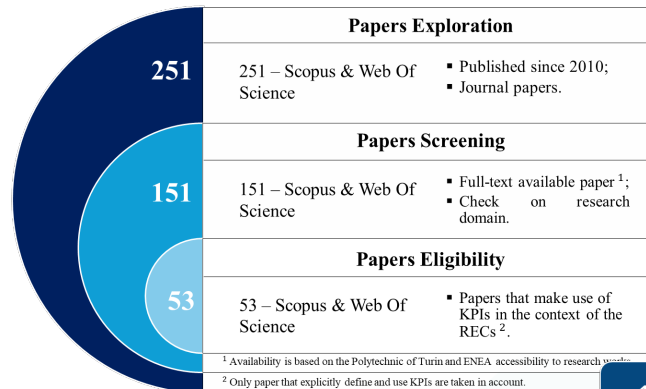 Papers Exploration
251
251 – Scopus & Web Of
Science
▪ Published since 2010;
▪ Journal papers.
Papers Screening
151
151 – Scopus & Web Of
Science
▪ Full-text available paper ¹;
▪ Check on research
domain.
Papers Eligibility
53
53 – Scopus & Web Of
Science
▪ Papers that make use of
KPIs in the context of the
RECs ².
¹ Availability is based on the Polytechnic of Turin and ENEA accessibility to research works.
² Only paper that explicitly define and use KPIs are taken in account.